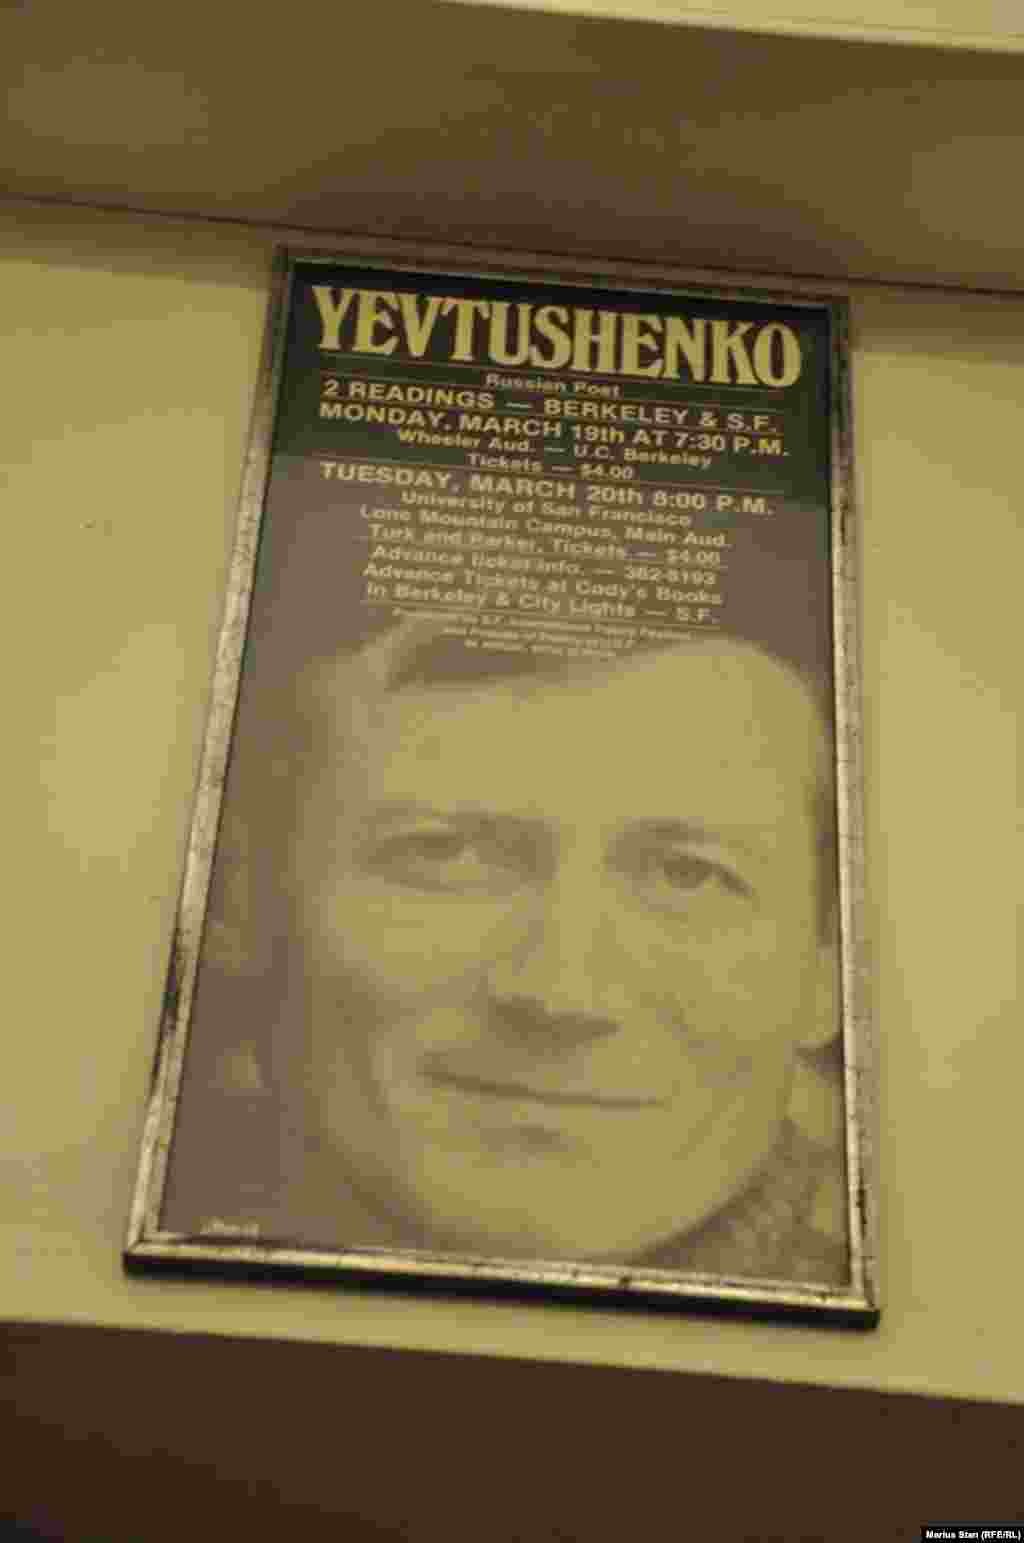 YEVTUSHENKO
Russian Poet
2 READINGS — BERKELEY & S.F.
MONDAY, MARCH 19th AT 7:30 P.M.
Wheeler Aud. — U.C. Berkeley
Tickets — $4.00
TUESDAY, MARCH 20th 8:00 P.M.
University of San Francisco
Lone Mountain Campus, Main Aud.
Turk and Parker, Tickets — $4.00
Advance ticket info. — 362-8193
Advance Tickets at Cody's Books
in Berkeley & City Lights — S.F.
Marius Stan (RFE/RL)